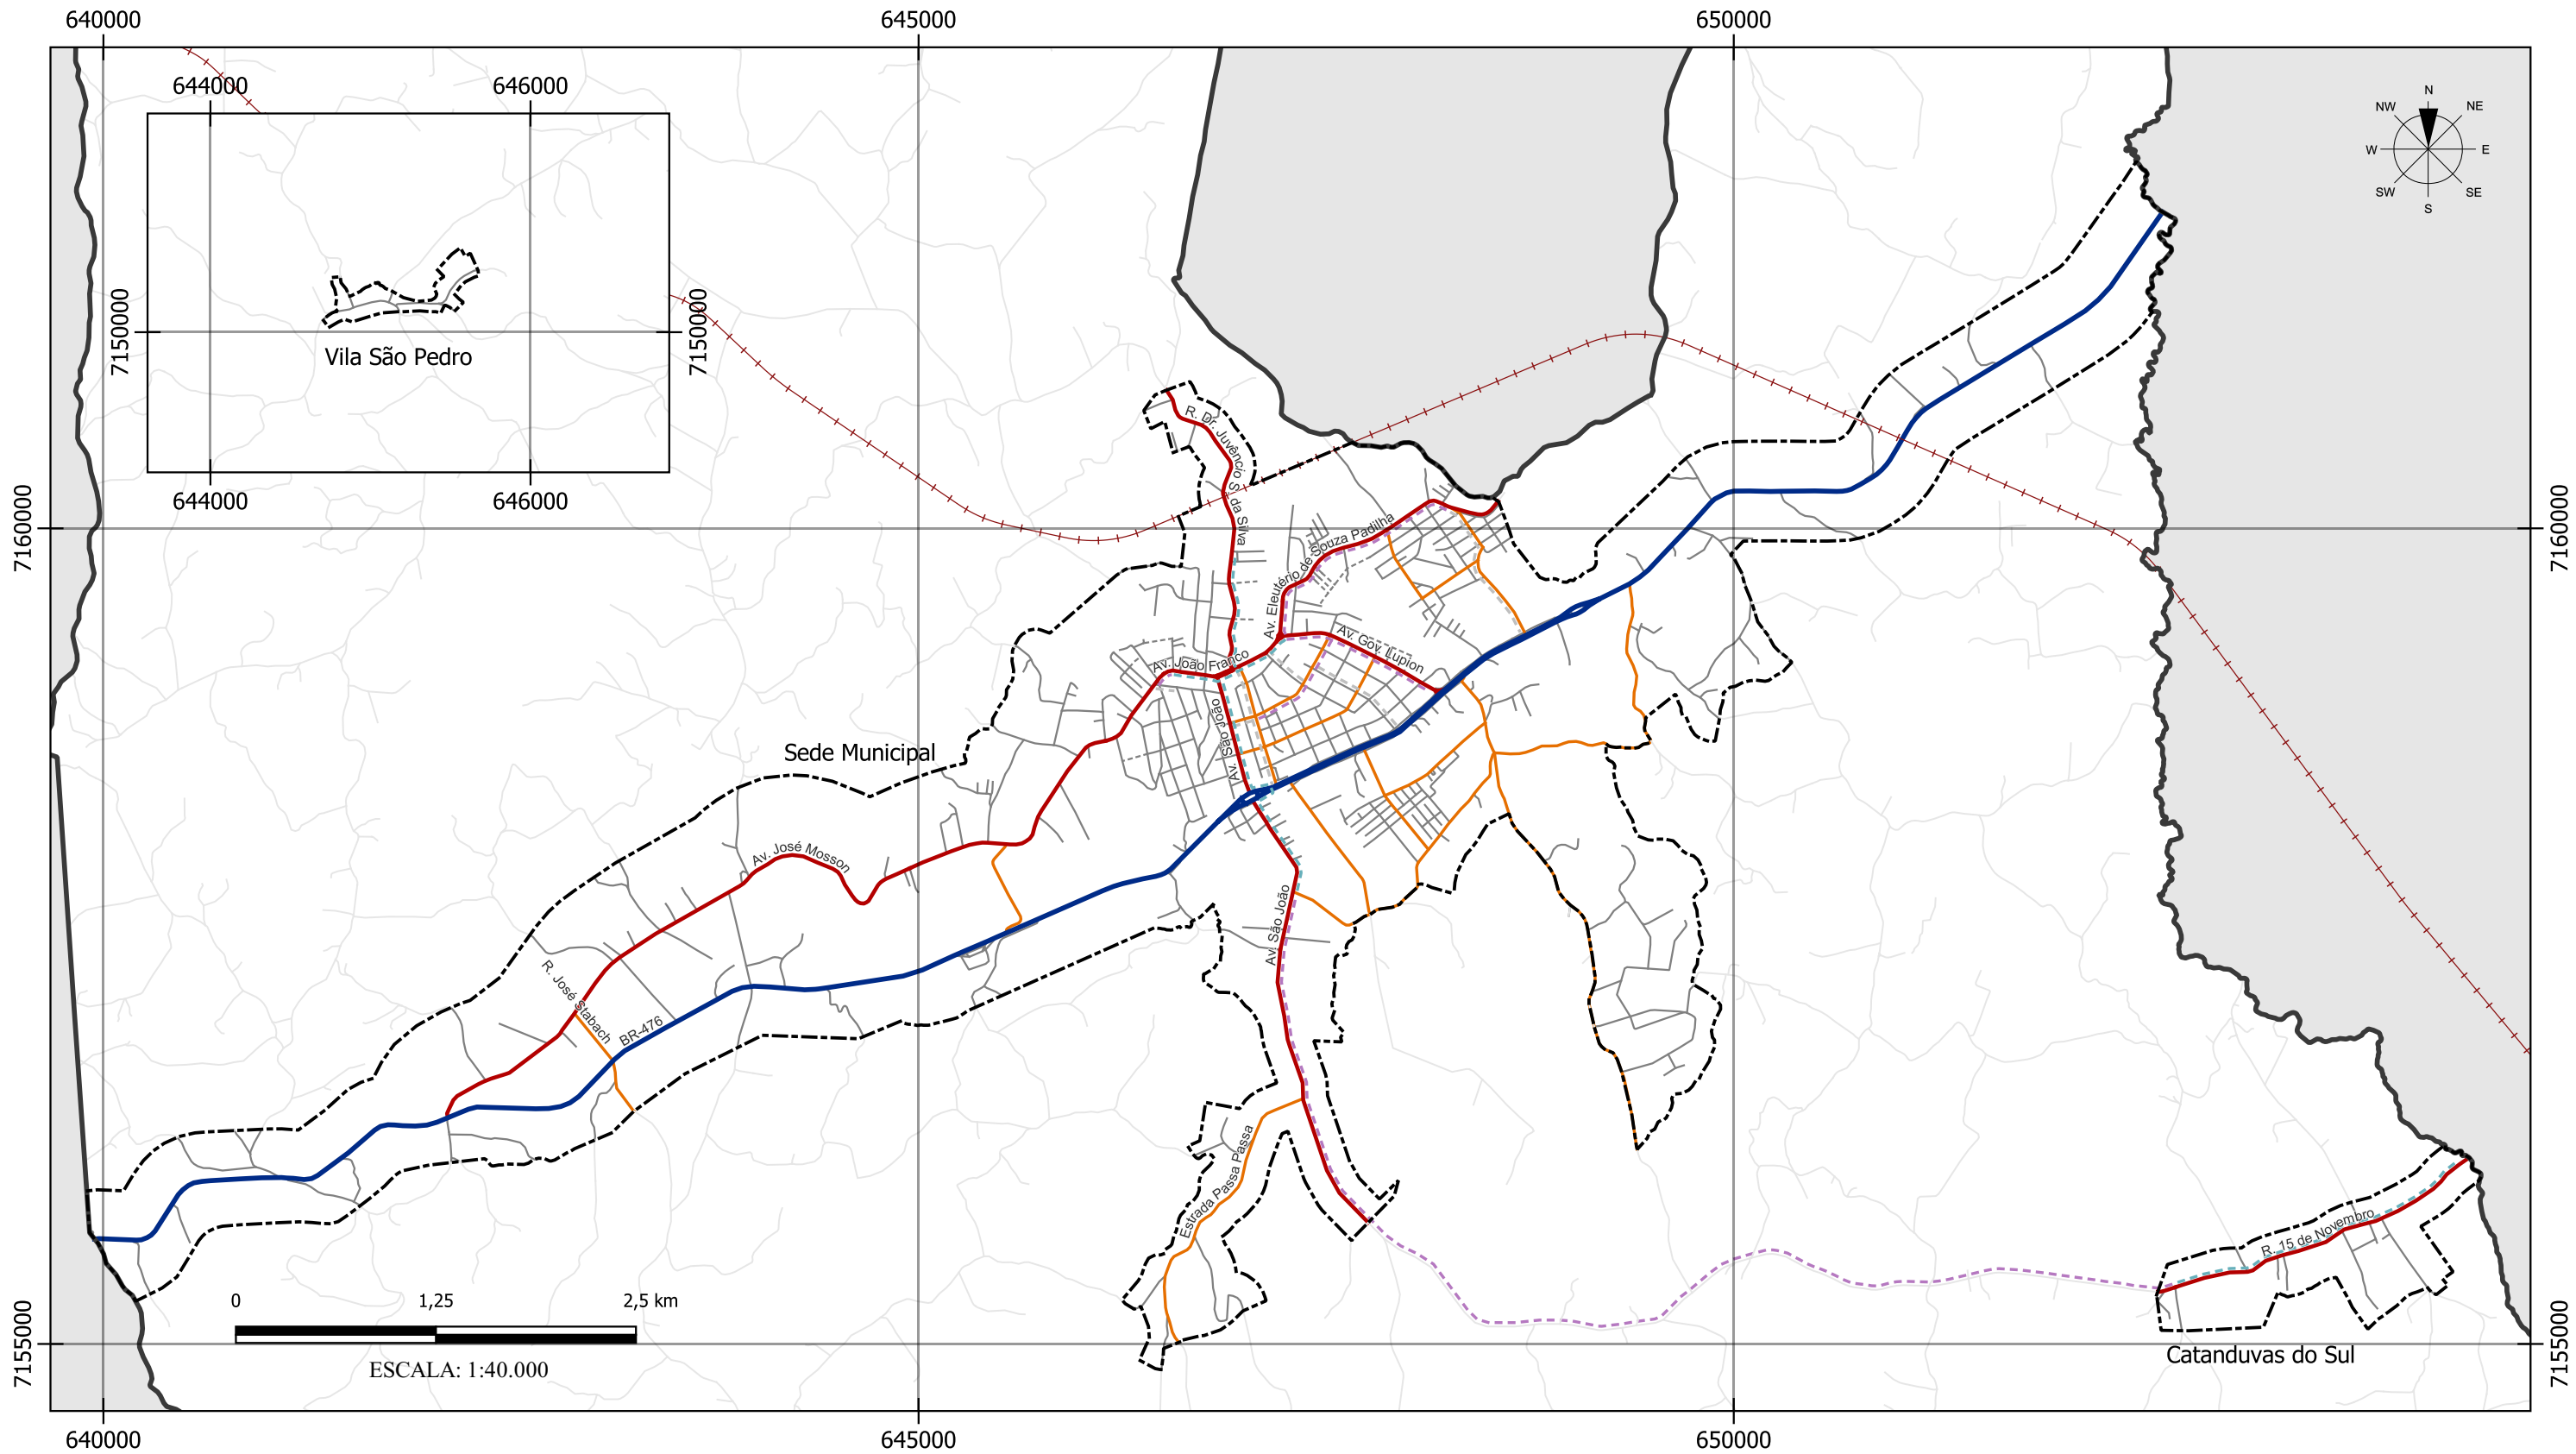 640000
645000
650000
644000
646000
N
NW
NE
W
E
SW
SE
S
7150000
7150000
Vila São Pedro
644000
646000
R. Dr. Juvêncio S. da Silva
7160000
7160000
Av. Eleutério de Souza Padilha
Av. Gov. Lupion
Av. João Franco
Av. São João
Sede Municipal
Av. José Mosson
Av. São João
R. José Stabach
BR-476
Estrada Passa Passa
R. 15 de Novembro
0
1,25
2,5 km
ESCALA: 1:40.000
7155000
7155000
Catanduvas do Sul
640000
645000
650000